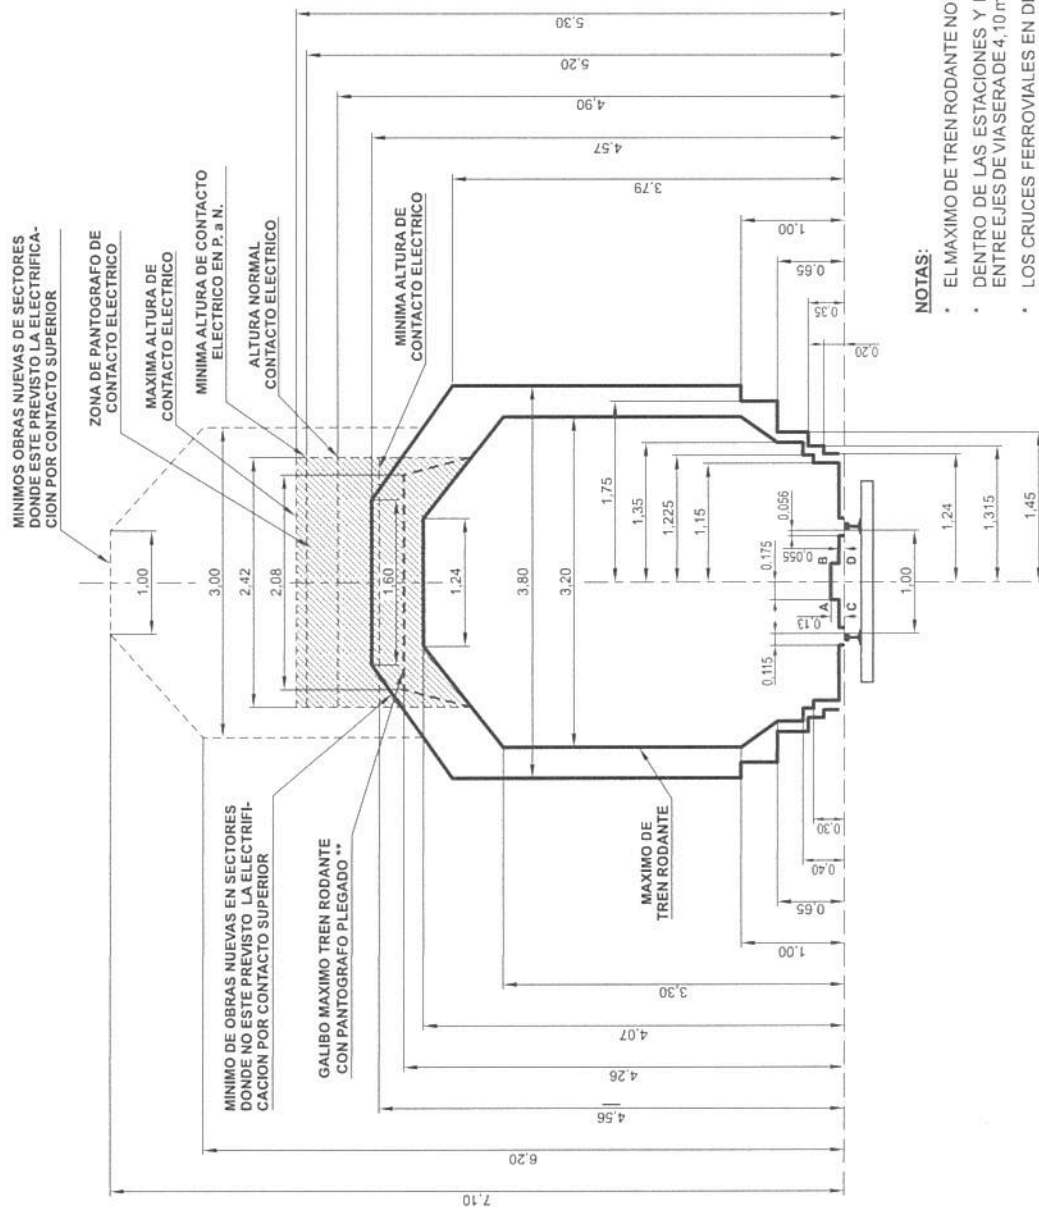 MINIMOS OBRAS NUEVAS DE SECTORES
DONDE ESTE PREVISTO LA ELECTRIFICA-
CION POR CONTACTO SUPERIOR
ZONA DE PANTOGRAFO DE
CONTACTO ELECTRICO
MAXIMA ALTURA DE
CONTACTO ELECTRICO
MINIMA ALTURA DE CONTACTO
ELECTRICO EN P. a N.
ALTURA NORMAL
CONTACTO ELECTRICO
MINIMA ALTURA DE
CONTACTO ELECTRICO
MINIMO DE OBRAS NUEVAS EN SECTORES
DONDE NO ESTE PREVISTO LA ELECTRIFI-
CACION POR CONTACTO SUPERIOR
GALIBO MAXIMO TREN RODANTE
CON PANTOGRAFO PLEGADO **
MAXIMO DE
TREN RODANTE
1,00
3,00
2,42
2,08
1,60
1,24
3,80
3,20
5.30
5,20
4,90
4.57
3.79
1.00
0.65
0.35
0,20
7.10
6,20
4,56
4,26
4.07
3,30
1.00
0,65
0,40
0,30
1,75
1,35
1,225
1,15
0,175
0,056
0,055
0,13
0,115
A
B
C
D
1,00
1,24
1,315
1,45
NOTAS:
* EL MAXIMO DE TREN RODANTE NO
* DENTRO DE LAS ESTACIONES Y
ENTRE EJES DE VIA SERA DE 4,10 m
* LOS CRUCES FERROVIALES EN